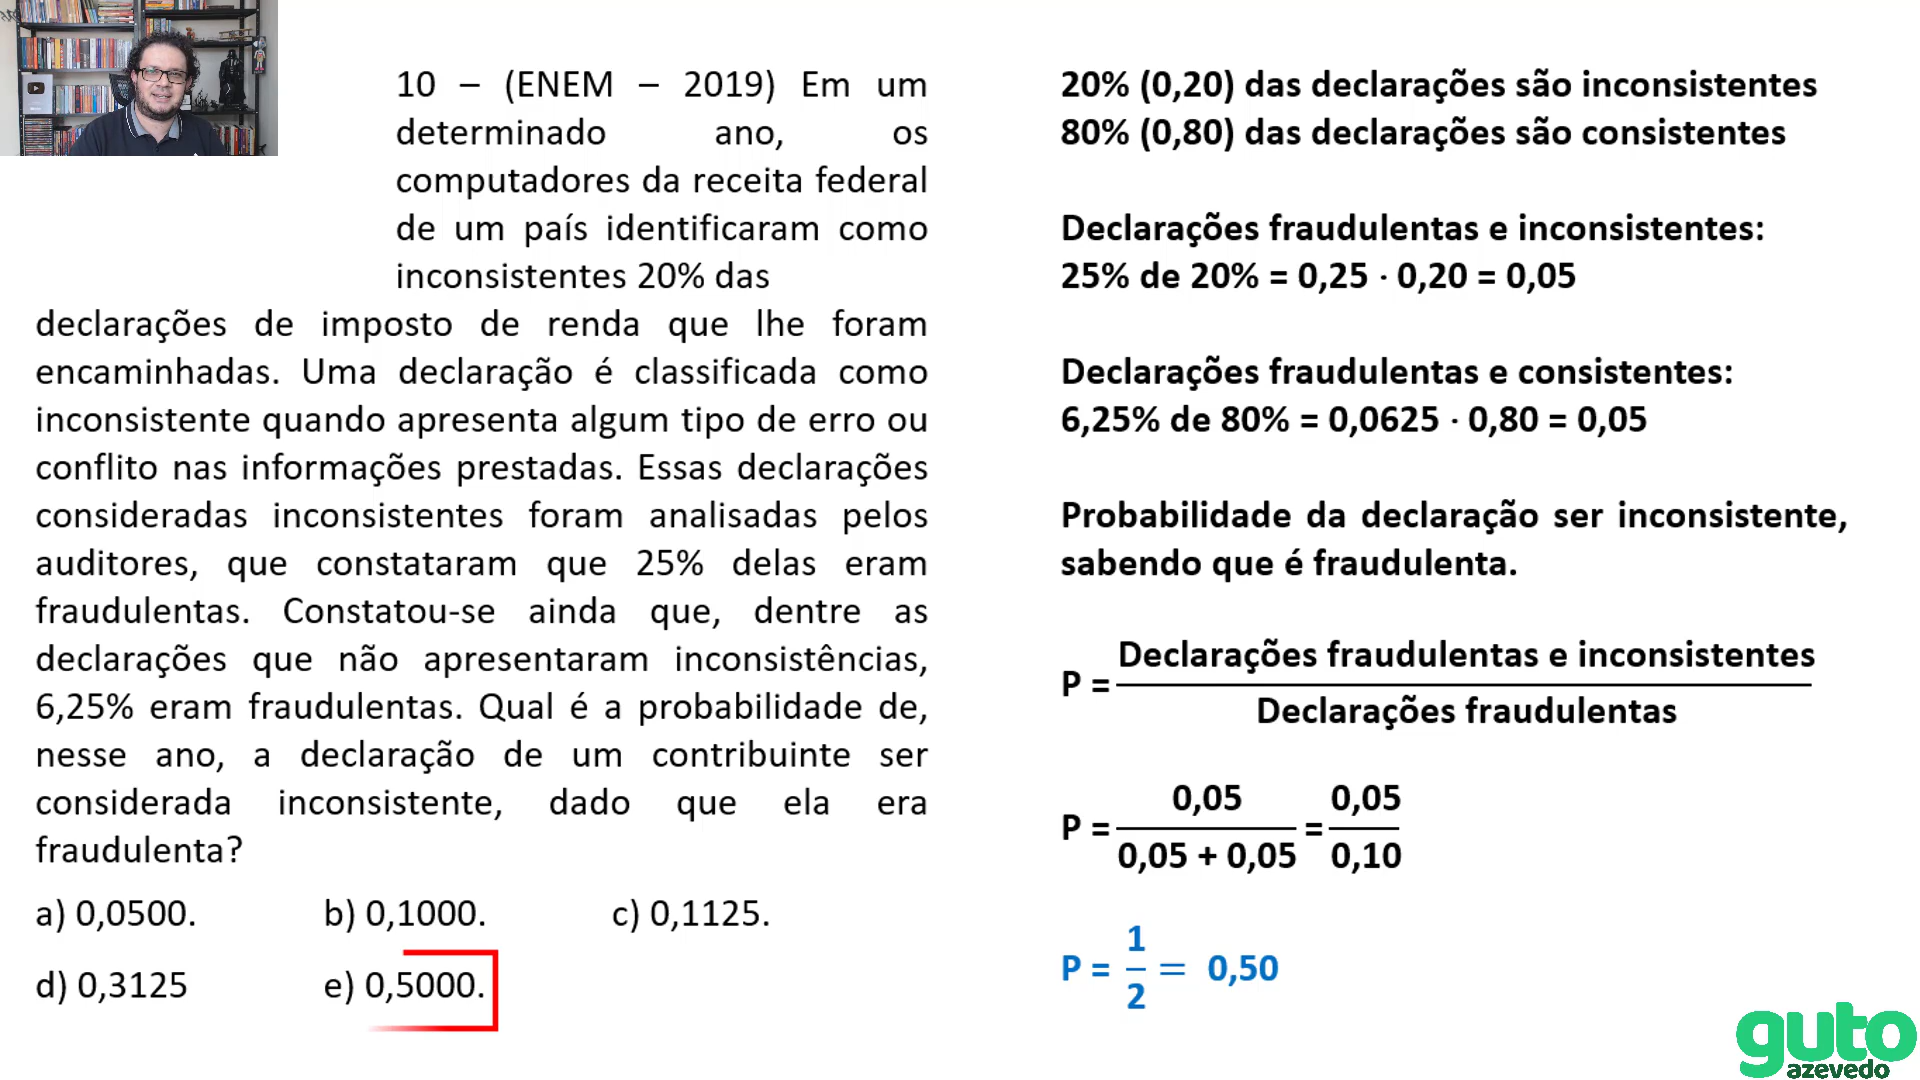 10 – (ENEM – 2019) Em um
determinado ano, os
computadores da receita federal
de um país identificaram como
inconsistentes 20% das
declarações de imposto de renda que lhe foram
encaminhadas. Uma declaração é classificada como
inconsistente quando apresenta algum tipo de erro ou
conflito nas informações prestadas. Essas declarações
consideradas inconsistentes foram analisadas pelos
auditores, que constataram que 25% delas eram
fraudulentas. Constatou-se ainda que, dentre as
declarações que não apresentaram inconsistências,
6,25% eram fraudulentas. Qual é a probabilidade de,
nesse ano, a declaração de um contribuinte ser
considerada inconsistente, dado que ela era
fraudulenta?
a) 0,0500. b) 0,1000. c) 0,1125.
d) 0,3125 e) 0,5000.
20% (0,20) das declarações são inconsistentes
80% (0,80) das declarações são consistentes
Declarações fraudulentas e inconsistentes:
25% de 20% = 0,25 · 0,20 = 0,05
Declarações fraudulentas e consistentes:
6,25% de 80% = 0,0625 · 0,80 = 0,05
Probabilidade da declaração ser inconsistente,
sabendo que é fraudulenta.
Declarações fraudulentas e inconsistentes
P =
Declarações fraudulentas
0,05 0,05
P = =
0,05 + 0,05 0,10
1
P = = 0,50
2
guto
azevedo